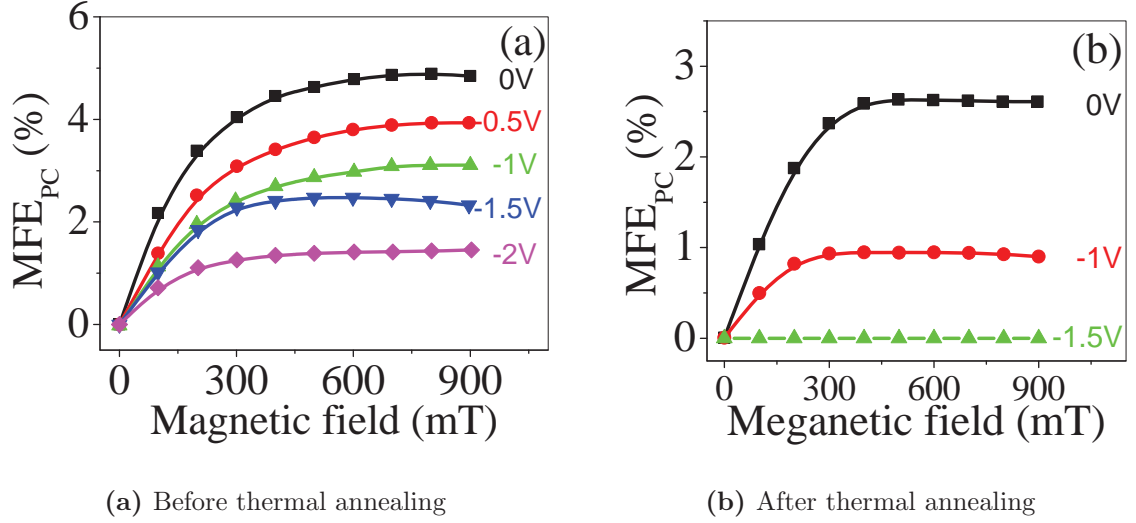 (a)
MFE_PC (%)
6
4
2
0
0V
-0.5V
-1V
-1.5V
-2V
0 300 600 900
Magnetic field (mT)
(b)
MFE_PC (%)
3
2
1
0
0V
-1V
-1.5V
0 300 600 900
Meganetic field (mT)
(a) Before thermal annealing
(b) After thermal annealing